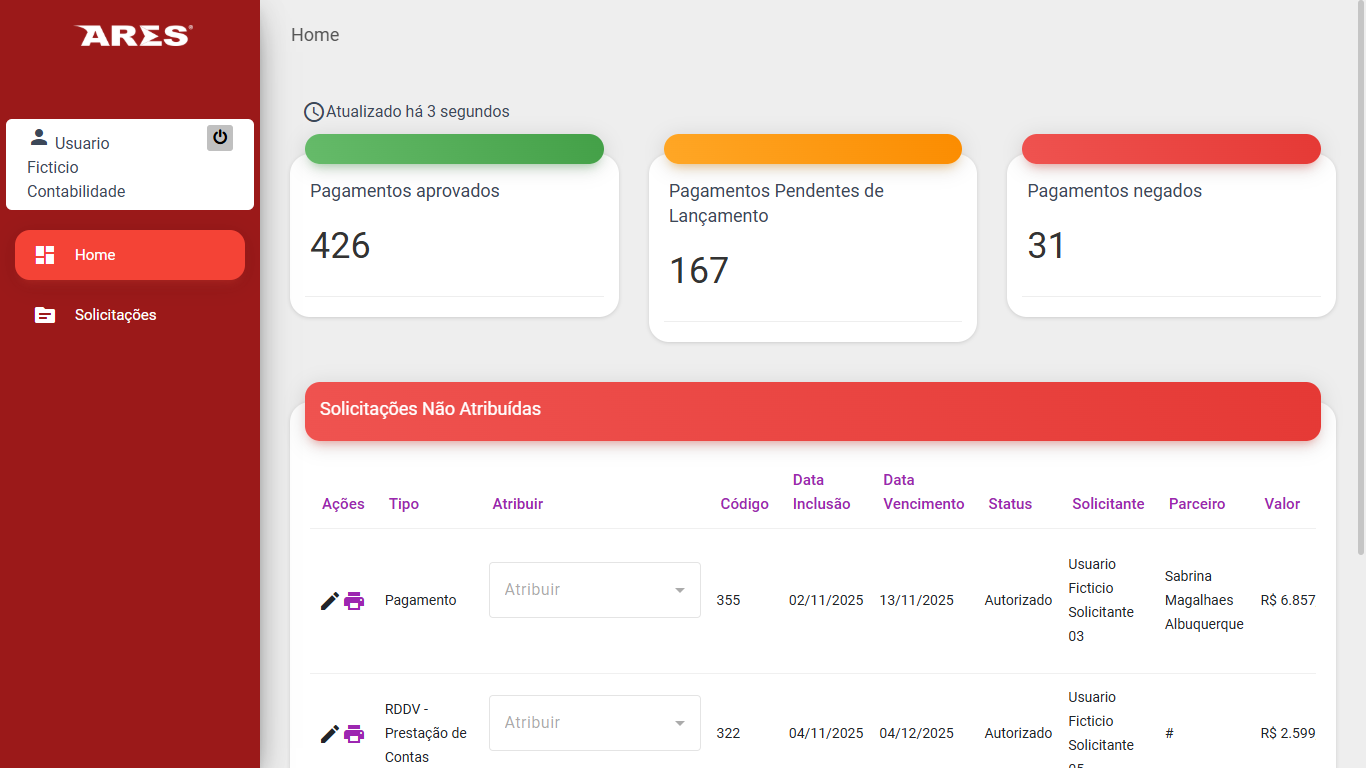 ARES
Usuario
Ficticio
Contabilidade
Home
Solicitações
Home
Atualizado há 3 segundos
Pagamentos aprovados
426
Pagamentos Pendentes de
Lançamento
167
Pagamentos negados
31
Solicitações Não Atribuídas
Ações Tipo Atribuir Código Data Inclusão Data Vencimento Status Solicitante Parceiro Valor
Pagamento Atribuir 355 02/11/2025 13/11/2025 Autorizado Usuario Ficticio Solicitante 03 Sabrina Magalhaes Albuquerque R$ 6.857
RDDV - Prestação de Contas Atribuir 322 04/11/2025 04/12/2025 Autorizado Usuario Ficticio Solicitante # R$ 2.599